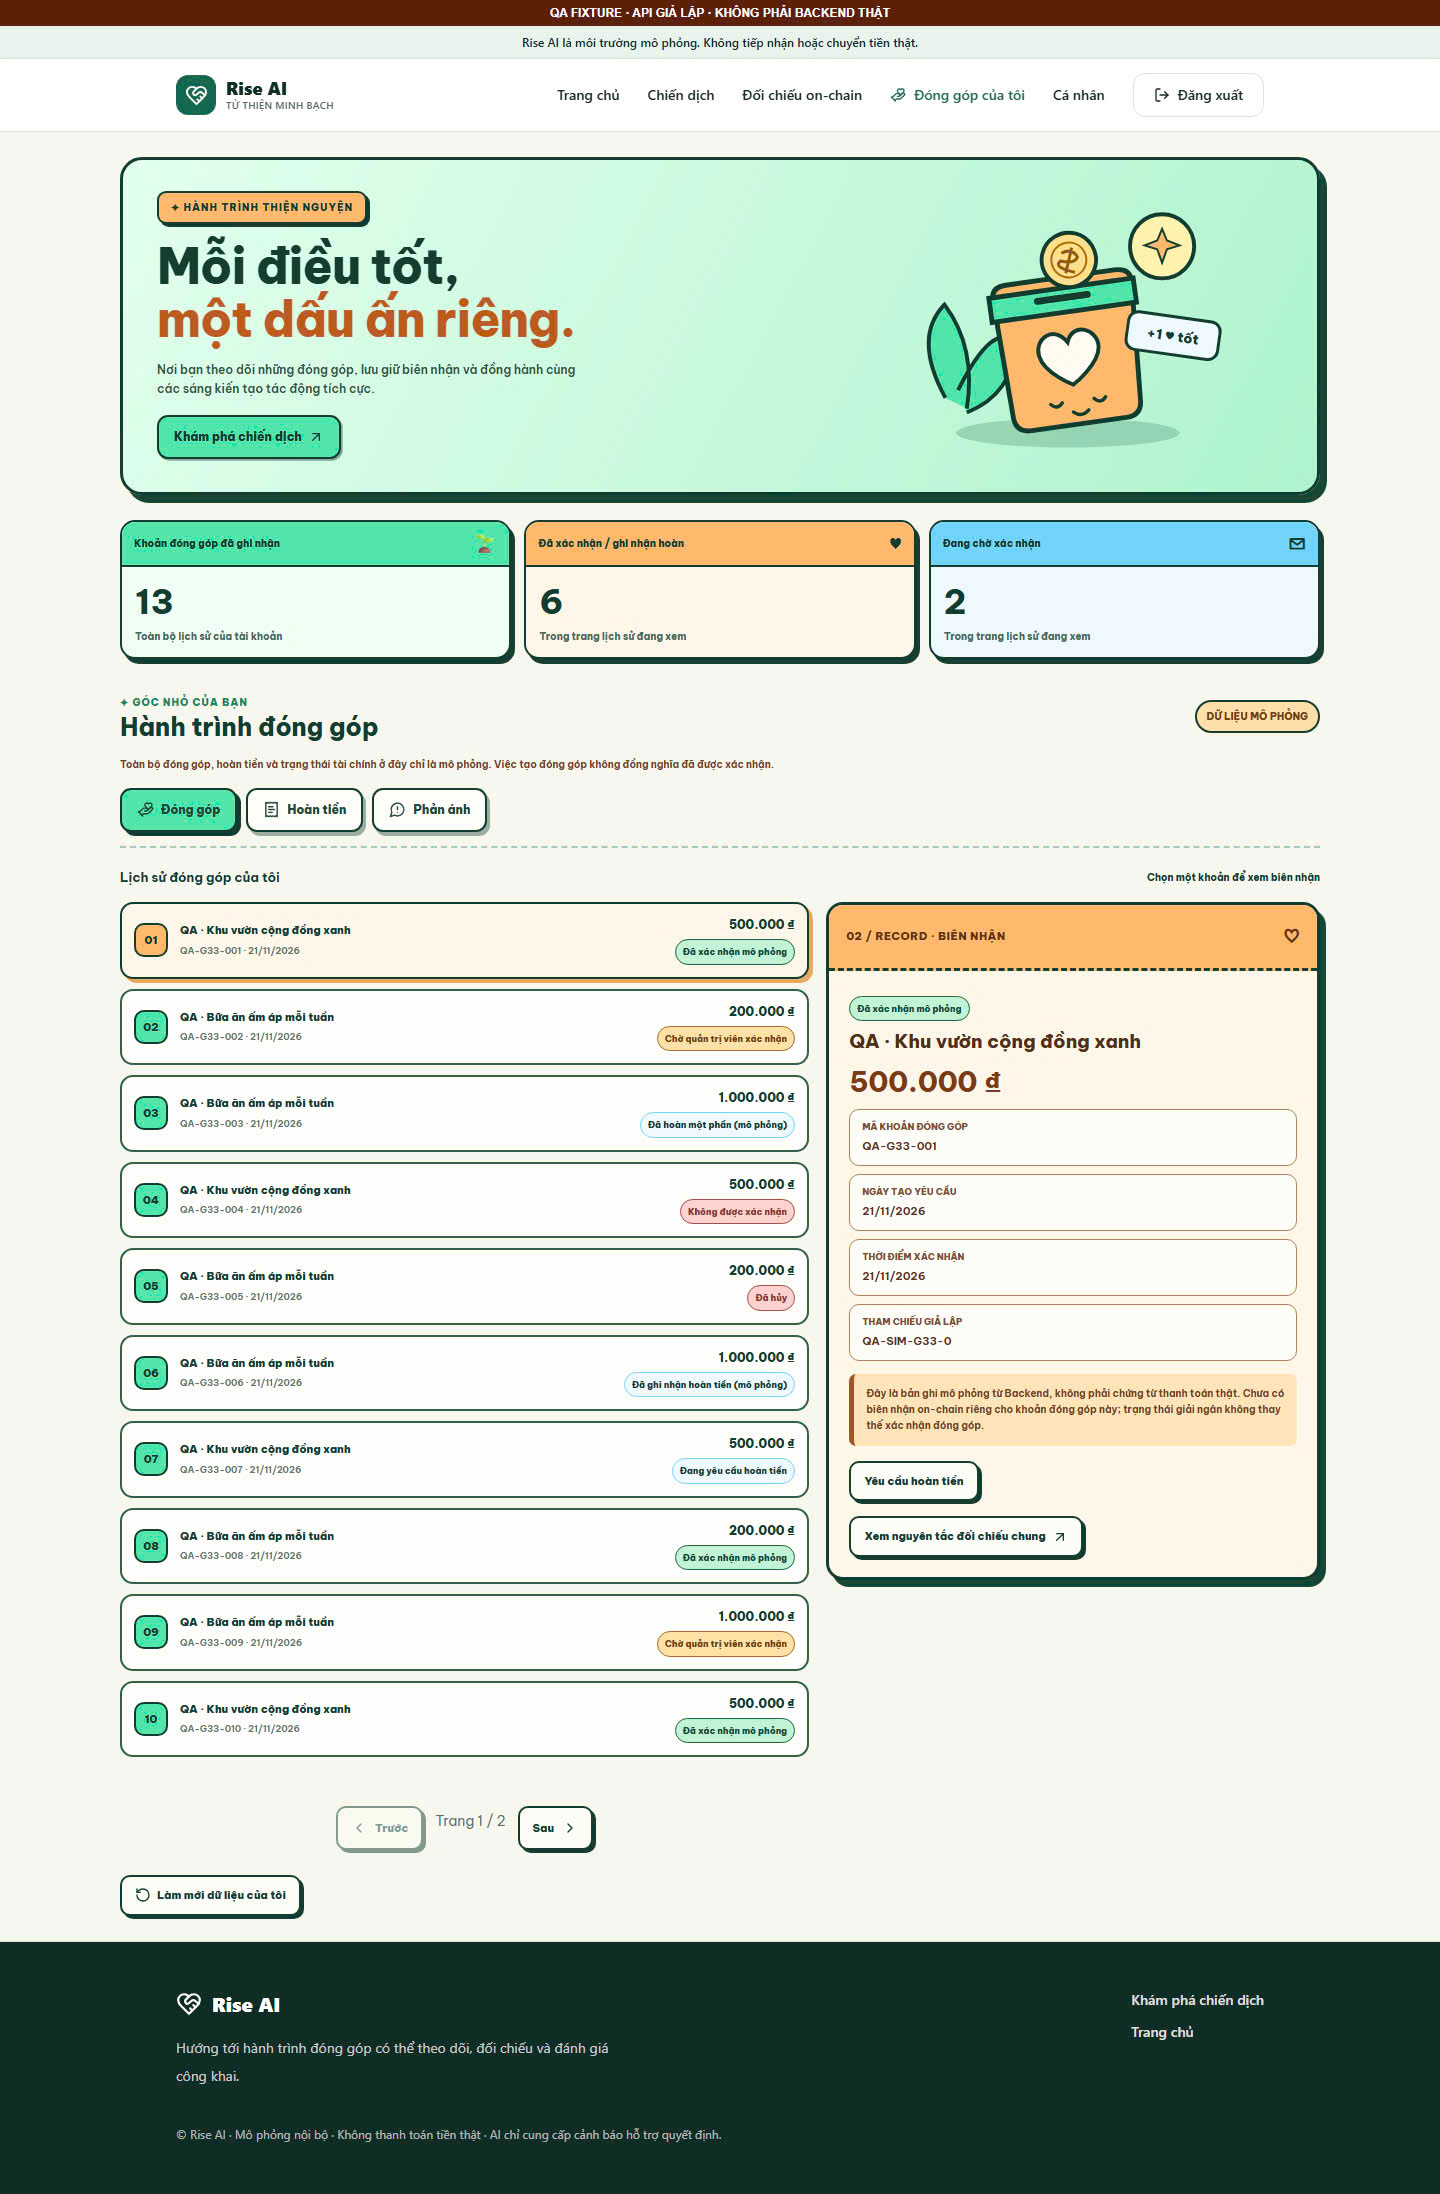 QA FIXTURE · API GIẢ LẬP · KHÔNG PHẢI BACKEND THẬT
Rise AI là môi trường mô phỏng. Không tiếp nhận hoặc chuyển tiền thật.
Rise AI
TỪ THIỆN MINH BẠCH
Trang chủ
Chiến dịch
Đối chiếu on-chain
Đóng góp của tôi
Cá nhân
Đăng xuất
✦ HÀNH TRÌNH THIỆN NGUYỆN
Mỗi điều tốt,
một dấu ấn riêng.
Nơi bạn theo dõi những đóng góp, lưu giữ biên nhận và đồng hành cùng
các sáng kiến tạo tác động tích cực.
Khám phá chiến dịch
+1 ♥ tốt
Khoản đóng góp đã ghi nhận
13
Toàn bộ lịch sử của tài khoản
Đã xác nhận / ghi nhận hoàn
6
Trong trang lịch sử đang xem
Đang chờ xác nhận
2
Trong trang lịch sử đang xem
✦ GÓC NHỎ CỦA BẠN
Hành trình đóng góp
DỮ LIỆU MÔ PHỎNG
Toàn bộ đóng góp, hoàn tiền và trạng thái tài chính ở đây chỉ là mô phỏng. Việc tạo đóng góp không đồng nghĩa đã được xác nhận.
Đóng góp
Hoàn tiền
Phản ánh
Lịch sử đóng góp của tôi
Chọn một khoản để xem biên nhận
01
QA · Khu vườn cộng đồng xanh
QA-G33-001 · 21/11/2026
500.000 ₫
Đã xác nhận mô phỏng
02
QA · Bữa ăn ấm áp mỗi tuần
QA-G33-002 · 21/11/2026
200.000 ₫
Chờ quản trị viên xác nhận
03
QA · Bữa ăn ấm áp mỗi tuần
QA-G33-003 · 21/11/2026
1.000.000 ₫
Đã hoàn một phần (mô phỏng)
04
QA · Khu vườn cộng đồng xanh
QA-G33-004 · 21/11/2026
500.000 ₫
Không được xác nhận
05
QA · Bữa ăn ấm áp mỗi tuần
QA-G33-005 · 21/11/2026
200.000 ₫
Đã hủy
06
QA · Bữa ăn ấm áp mỗi tuần
QA-G33-006 · 21/11/2026
1.000.000 ₫
Đã ghi nhận hoàn tiền (mô phỏng)
07
QA · Khu vườn cộng đồng xanh
QA-G33-007 · 21/11/2026
500.000 ₫
Đang yêu cầu hoàn tiền
08
QA · Bữa ăn ấm áp mỗi tuần
QA-G33-008 · 21/11/2026
200.000 ₫
Đã xác nhận mô phỏng
09
QA · Bữa ăn ấm áp mỗi tuần
QA-G33-009 · 21/11/2026
1.000.000 ₫
Chờ quản trị viên xác nhận
10
QA · Khu vườn cộng đồng xanh
QA-G33-010 · 21/11/2026
500.000 ₫
Đã xác nhận mô phỏng
02 / RECORD · BIÊN NHẬN
Đã xác nhận mô phỏng
QA · Khu vườn cộng đồng xanh
500.000 ₫
MÃ KHOẢN ĐÓNG GÓP
QA-G33-001
NGÀY TẠO YÊU CẦU
21/11/2026
THỜI ĐIỂM XÁC NHẬN
21/11/2026
THAM CHIẾU GIẢ LẬP
QA-SIM-G33-0
Đây là bản ghi mô phỏng từ Backend, không phải chứng từ thanh toán thật. Chưa có
biên nhận on-chain riêng cho khoản đóng góp này; trạng thái giải ngân không thay
thế xác nhận đóng góp.
Yêu cầu hoàn tiền
Xem nguyên tắc đối chiếu chung
Trước
Trang 1 / 2
Sau
Làm mới dữ liệu của tôi
Rise AI
Hướng tới hành trình đóng góp có thể theo dõi, đối chiếu và đánh giá
công khai.
Khám phá chiến dịch
Trang chủ
© Rise AI · Mô phỏng nội bộ · Không thanh toán tiền thật · AI chỉ cung cấp cảnh báo hỗ trợ quyết định.